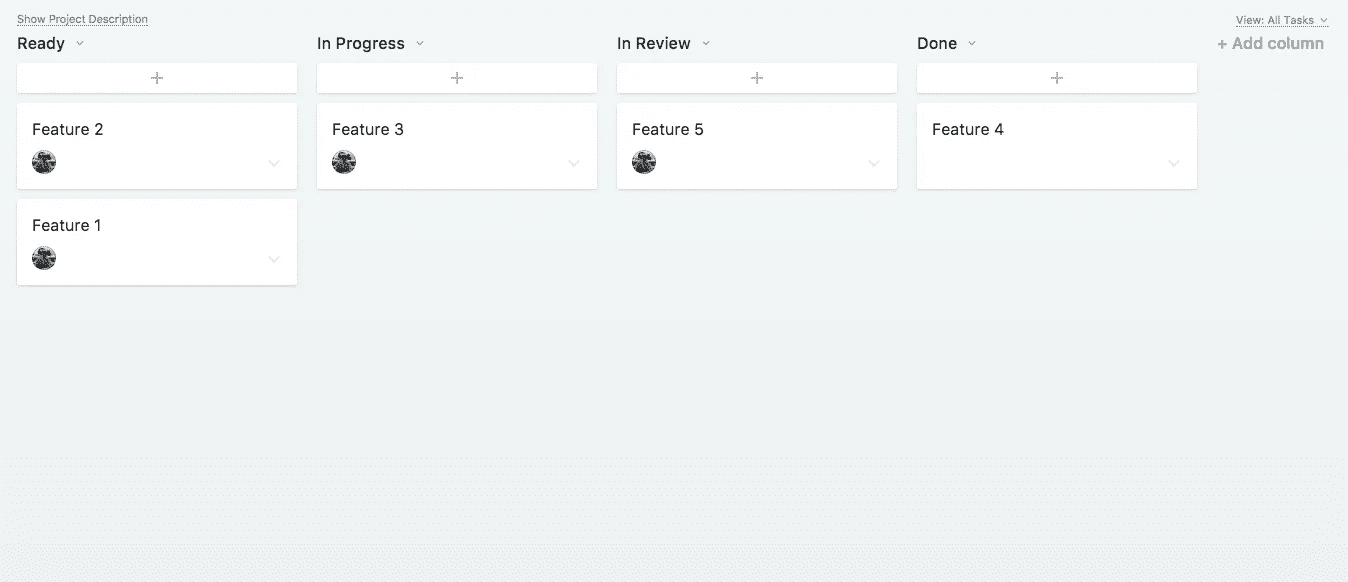 Show Project Description
View: All Tasks
Ready
In Progress
In Review
Done
+ Add column
Feature 2
Feature 3
Feature 5
Feature 4
Feature 1